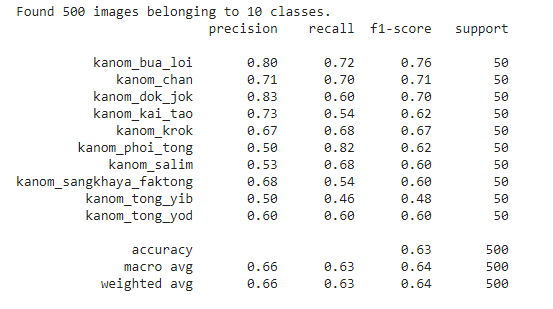 Found 500 images belonging to 10 classes.
precision recall f1-score support
kanom_bua_loi 0.80 0.72 0.76 50
kanom_chan 0.71 0.70 0.71 50
kanom_dok_jok 0.83 0.60 0.70 50
kanom_kai_tao 0.73 0.54 0.62 50
kanom_krok 0.67 0.68 0.67 50
kanom_phoi_tong 0.50 0.82 0.62 50
kanom_salim 0.53 0.68 0.60 50
kanom_sangkhaya_faktong 0.68 0.54 0.60 50
kanom_tong_yib 0.50 0.46 0.48 50
kanom_tong_yod 0.60 0.60 0.60 50
accuracy 0.63 500
macro avg 0.66 0.63 0.64 500
weighted avg 0.66 0.63 0.64 500